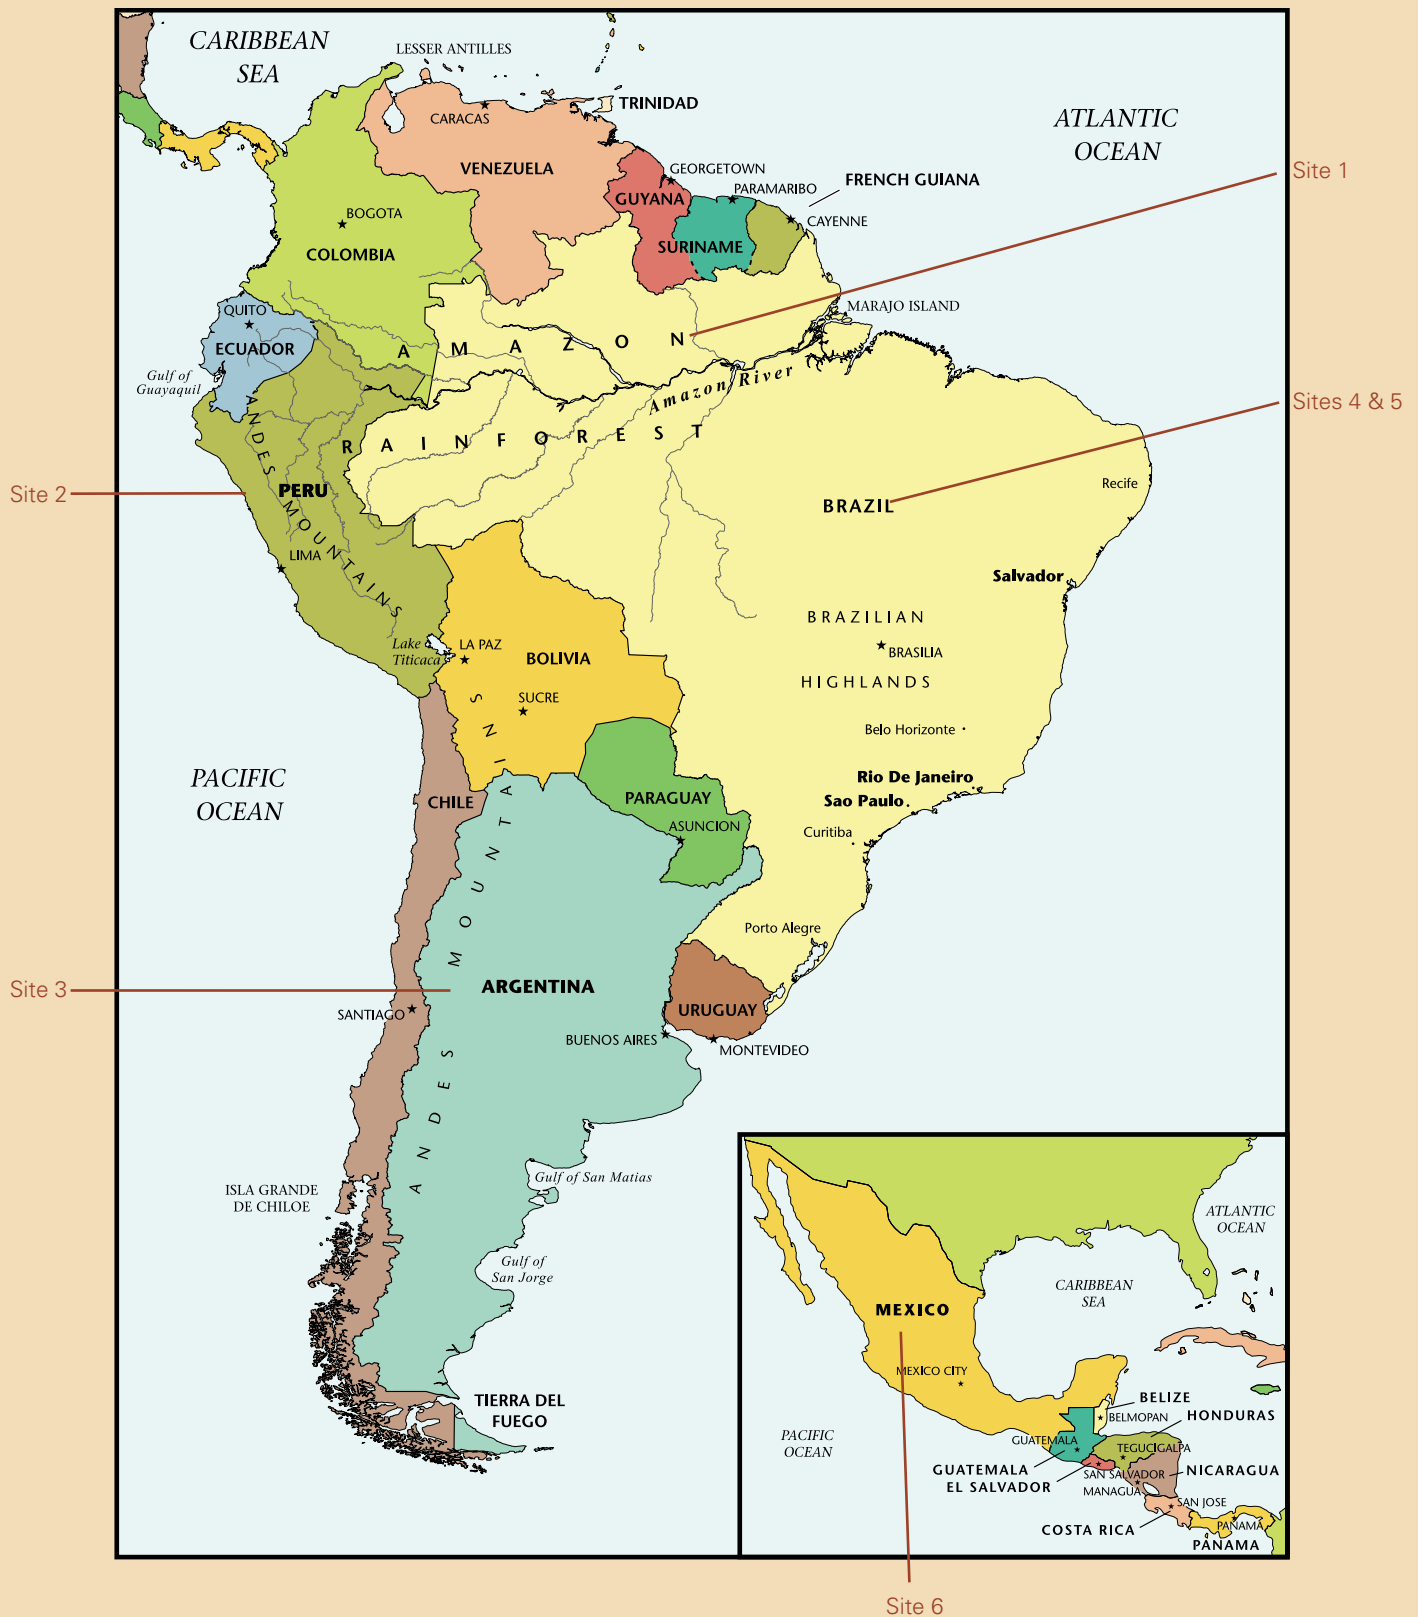 CARIBBEAN
SEA
LESSER ANTILLES
TRINIDAD
CARACAS
ATLANTIC
OCEAN
VENEZUELA
GEORGETOWN
Site 1
PARAMARIBO
FRENCH GUIANA
GUYANA
BOGOTA
CAYENNE
COLOMBIA
SURINAME
QUITO
MARAJO ISLAND
ECUADOR
AMAZON
Gulf of
Guayaquil
Amazon River
Sites 4 & 5
RAINFOREST
ANDES MOUNTAINS
Site 2
PERU
BRAZIL
Recife
LIMA
Salvador
BRAZILIAN
Lake
Titicaca
LA PAZ
BOLIVIA
BRASILIA
HIGHLANDS
SUCRE
Belo Horizonte
PACIFIC
OCEAN
Rio De Janeiro
CHILE
PARAGUAY
Sao Paulo
ASUNCION
Curitiba
ANDES MOUNTAINS
Porto Alegre
Site 3
ARGENTINA
SANTIAGO
URUGUAY
BUENOS AIRES
MONTEVIDEO
Gulf of San Matias
ISLA GRANDE
DE CHILOE
Gulf of
San Jorge
TIERRA DEL
FUEGO
ATLANTIC
OCEAN
CARIBBEAN
SEA
MEXICO
MEXICO CITY
BELIZE
BELMOPAN
HONDURAS
PACIFIC
OCEAN
GUATEMALA
TEGUCIGALPA
GUATEMALA
SAN SALVADOR
NICARAGUA
EL SALVADOR
MANAGUA
SAN JOSE
COSTA RICA
PANAMA
PANAMA
Site 6